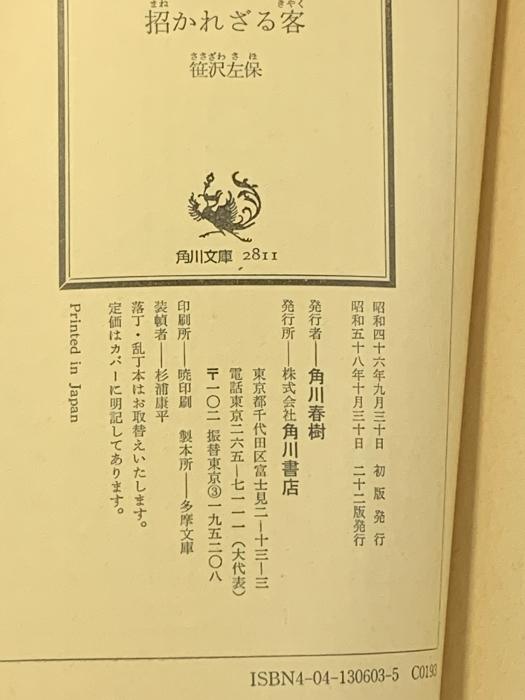 まね きゃく
招かれざる客
ささざわ さ ほ
笹沢左保
角川文庫 2811
昭和四十六年九月三十日 初版発行
昭和五十八年十月三十日 二十二版発行
発行者――角川春樹
発行所――株式会社角川書店
東京都千代田区富士見二―十三―三
電話東京二六五―七一一一(大代表)
〒一〇二 振替東京③一九五二〇八
印刷所――暁印刷 製本所――多摩文庫
装幀者――杉浦康平
落丁・乱丁本はお取替えいたします。
定価はカバーに明記してあります。
Printed in Japan
ISBN4-04-130603-5 C0193